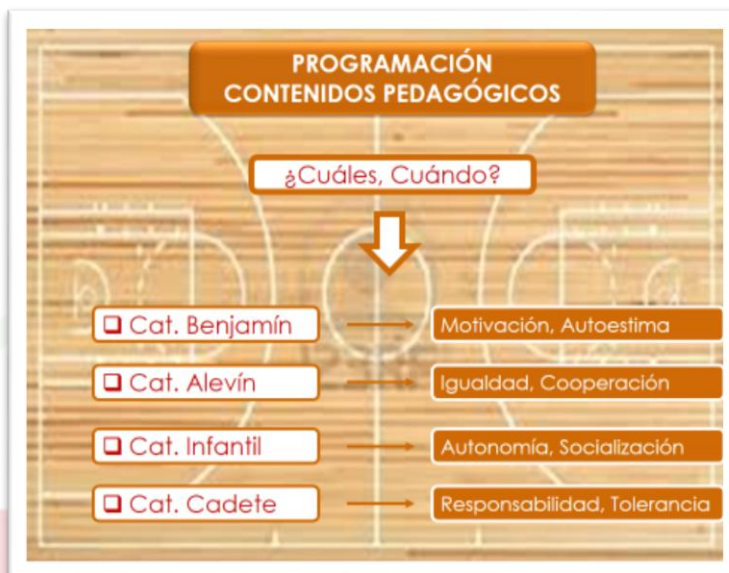 PROGRAMACIÓN
CONTENIDOS PEDAGÓGICOS
¿Cuáles, Cuándo?
Cat. Benjamín
Motivación, Autoestima
Cat. Alevín
Igualdad, Cooperación
Cat. Infantil
Autonomía, Socialización
Cat. Cadete
Responsabilidad, Tolerancia